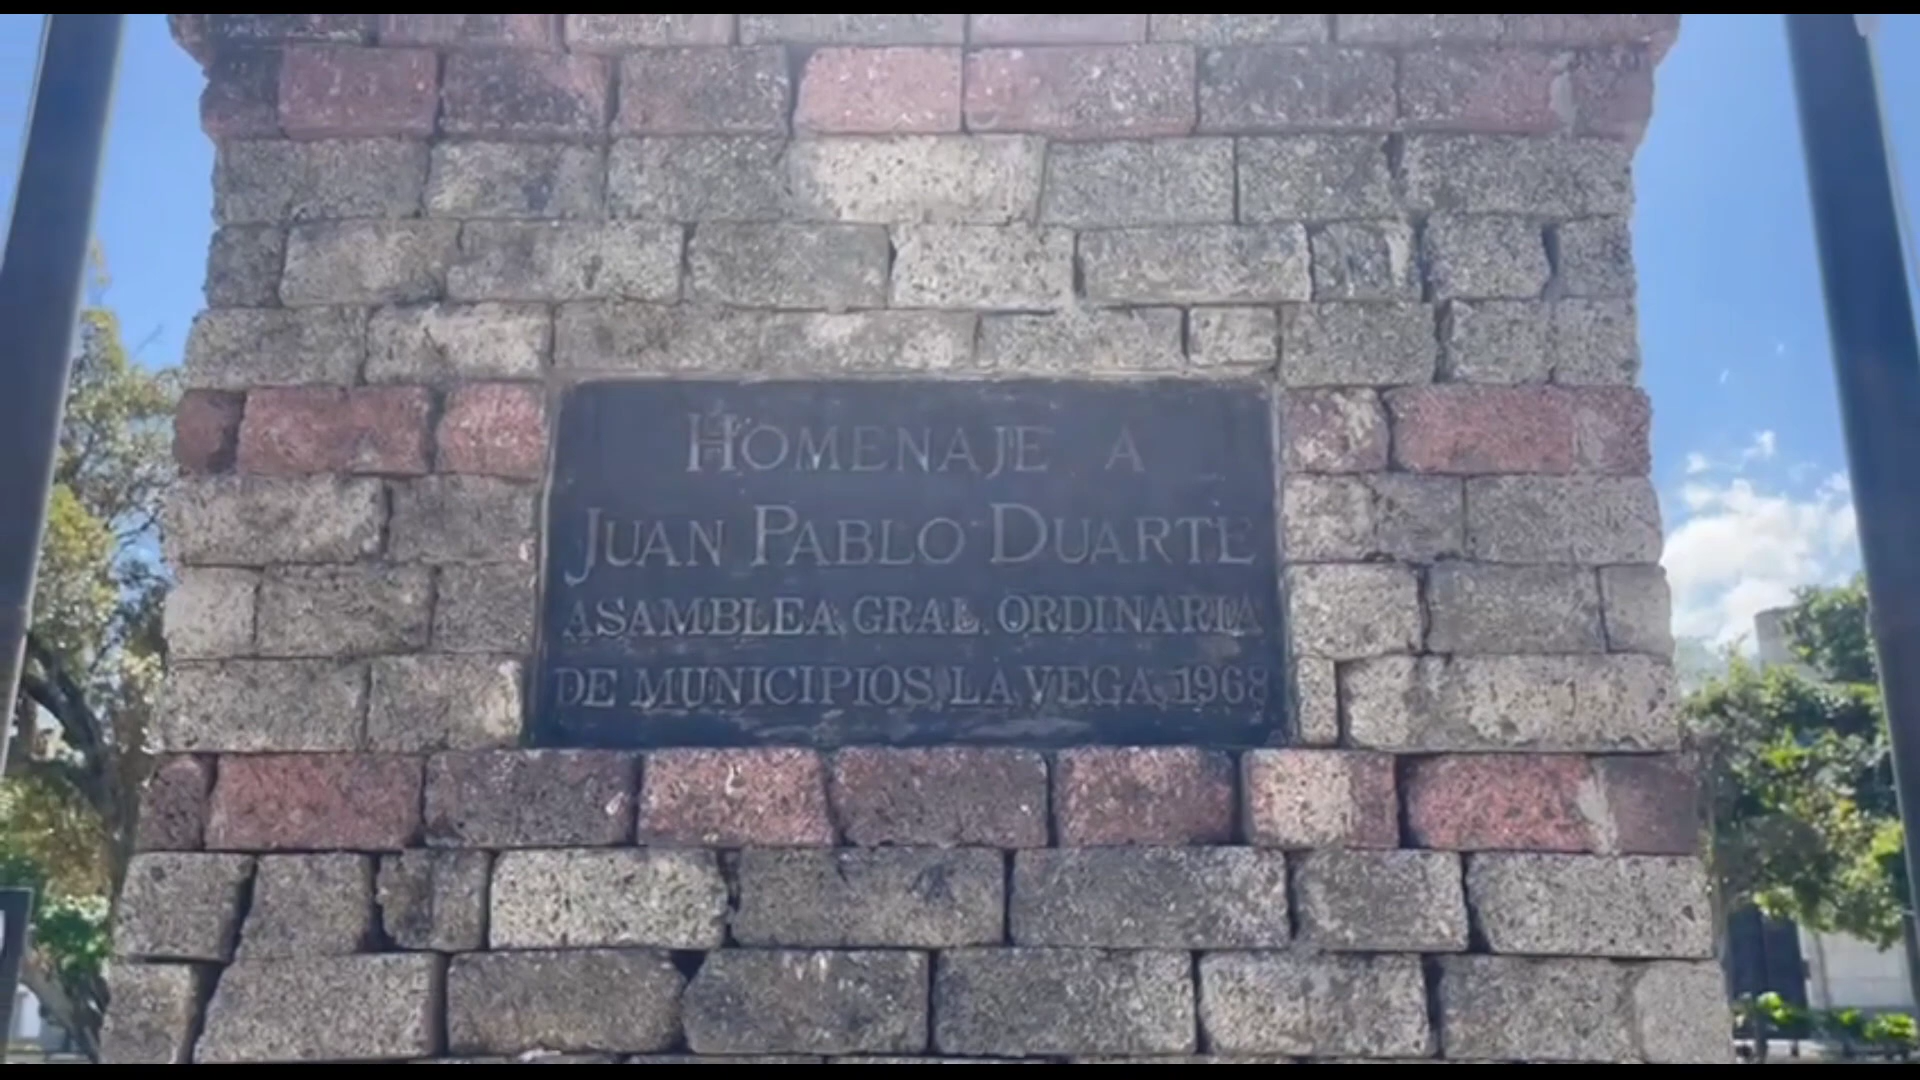 HOMENAJE A
JUAN PABLO DUARTE
ASAMBLEA GRAL. ORDINARIA
DE MUNICIPIOS, LA VEGA, 1968